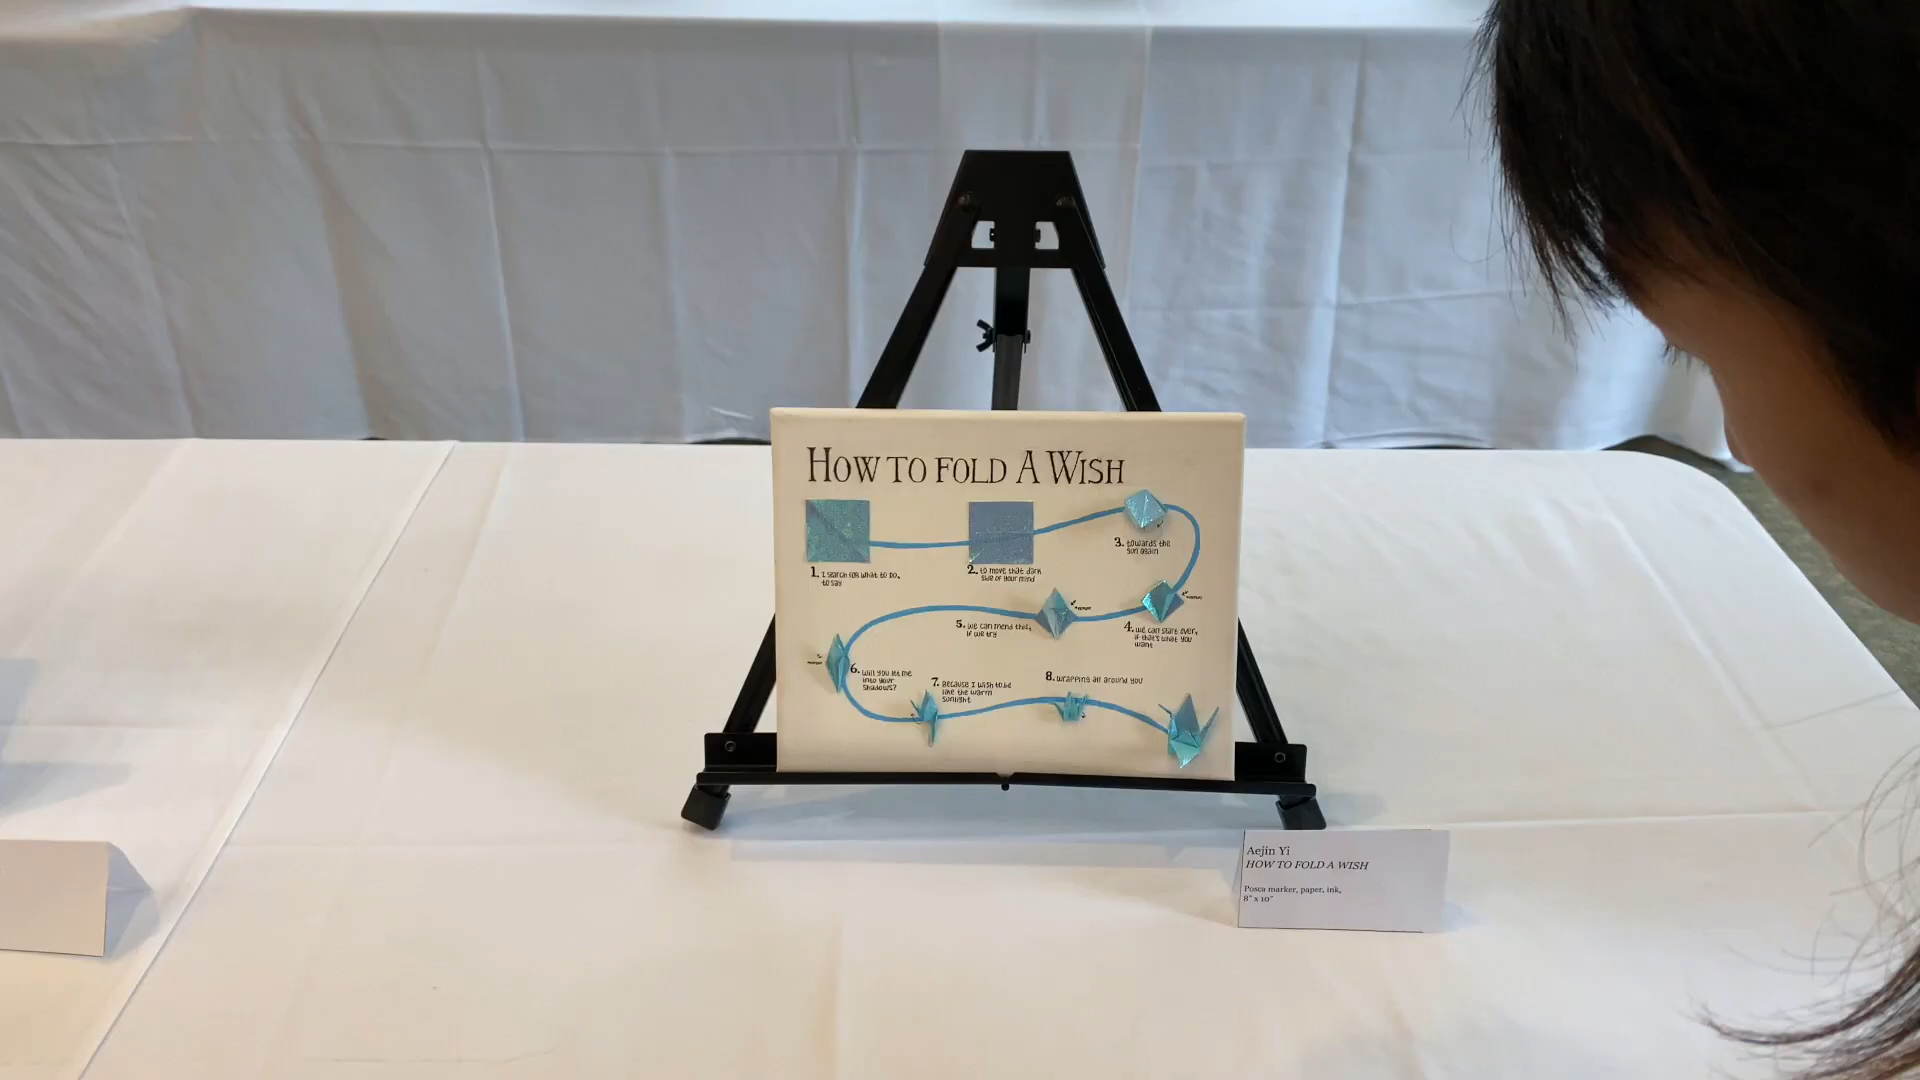 HOW TO FOLD A WISH
1. I search for what to do,
to say
2. to move that dark
side of your mind
3. towards the
sun again
4. we can start over,
if that's what you
want
5. we can mend this,
if we try
6. Will you let me
into your
shadows?
7. Because I wish to be
like the warm
sunlight
8. wrapping all around you
Aejin Yi
HOW TO FOLD A WISH
Posca marker, paper, ink,
8" x 10"